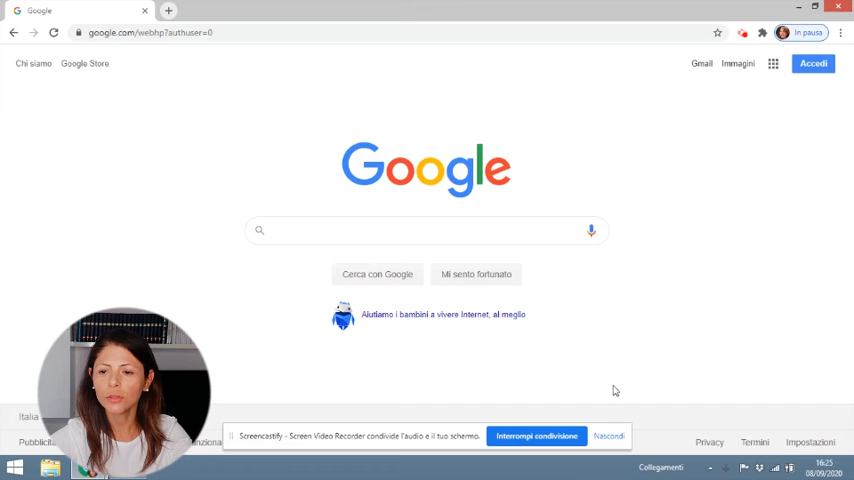 Google
google.com/webhp?authuser=0
In pausa
Chi siamo Google Store
Gmail Immagini Accedi
Google
Cerca con Google Mi sento fortunato
Aiutiamo i bambini a vivere Internet, al meglio
Italia
Screencastify - Screen Video Recorder condivide l'audio e il tuo schermo. Interrompi condivisione Nascondi
Privacy Termini Impostazioni
Collegamenti
16:25
08/09/2020